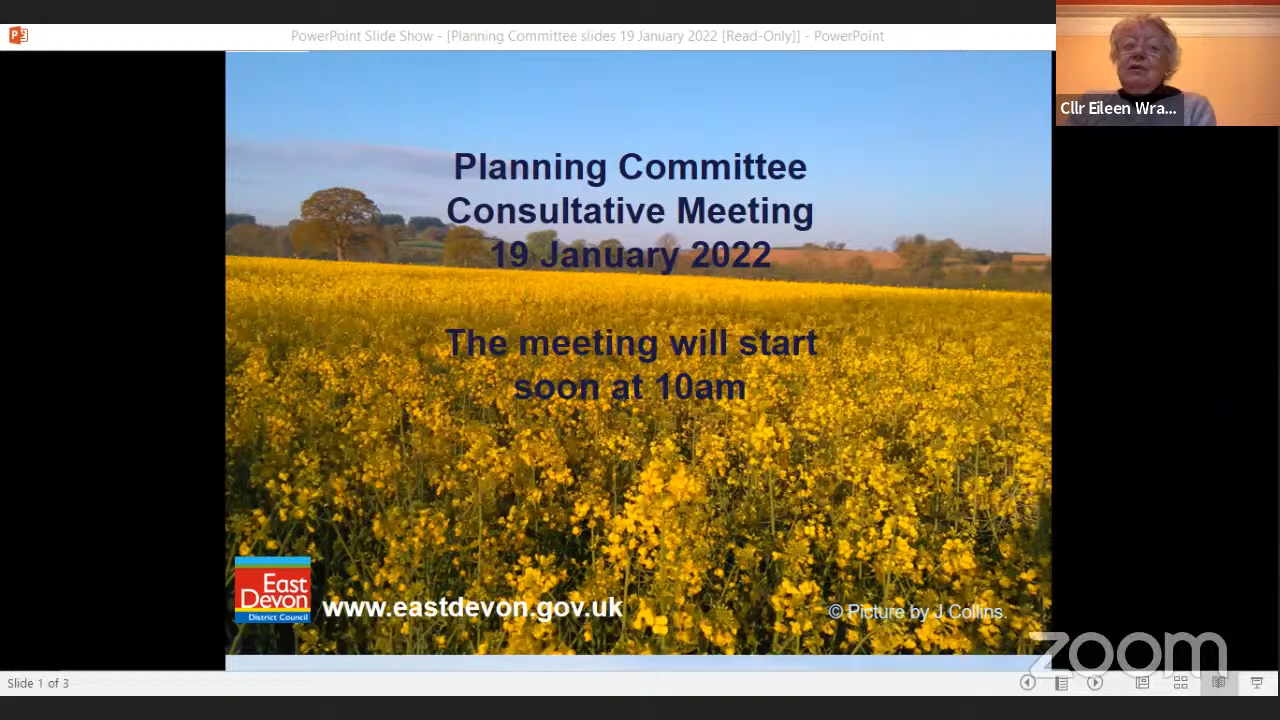 PowerPoint Slide Show - [Planning Committee slides 19 January 2022 [Read-Only]] - PowerPoint
Cllr Eileen Wra...
Planning Committee
Consultative Meeting
19 January 2022
The meeting will start
soon at 10am
East
Devon
District Council
www.eastdevon.gov.uk
© Picture by J Collins.
zoom
Slide 1 of 3